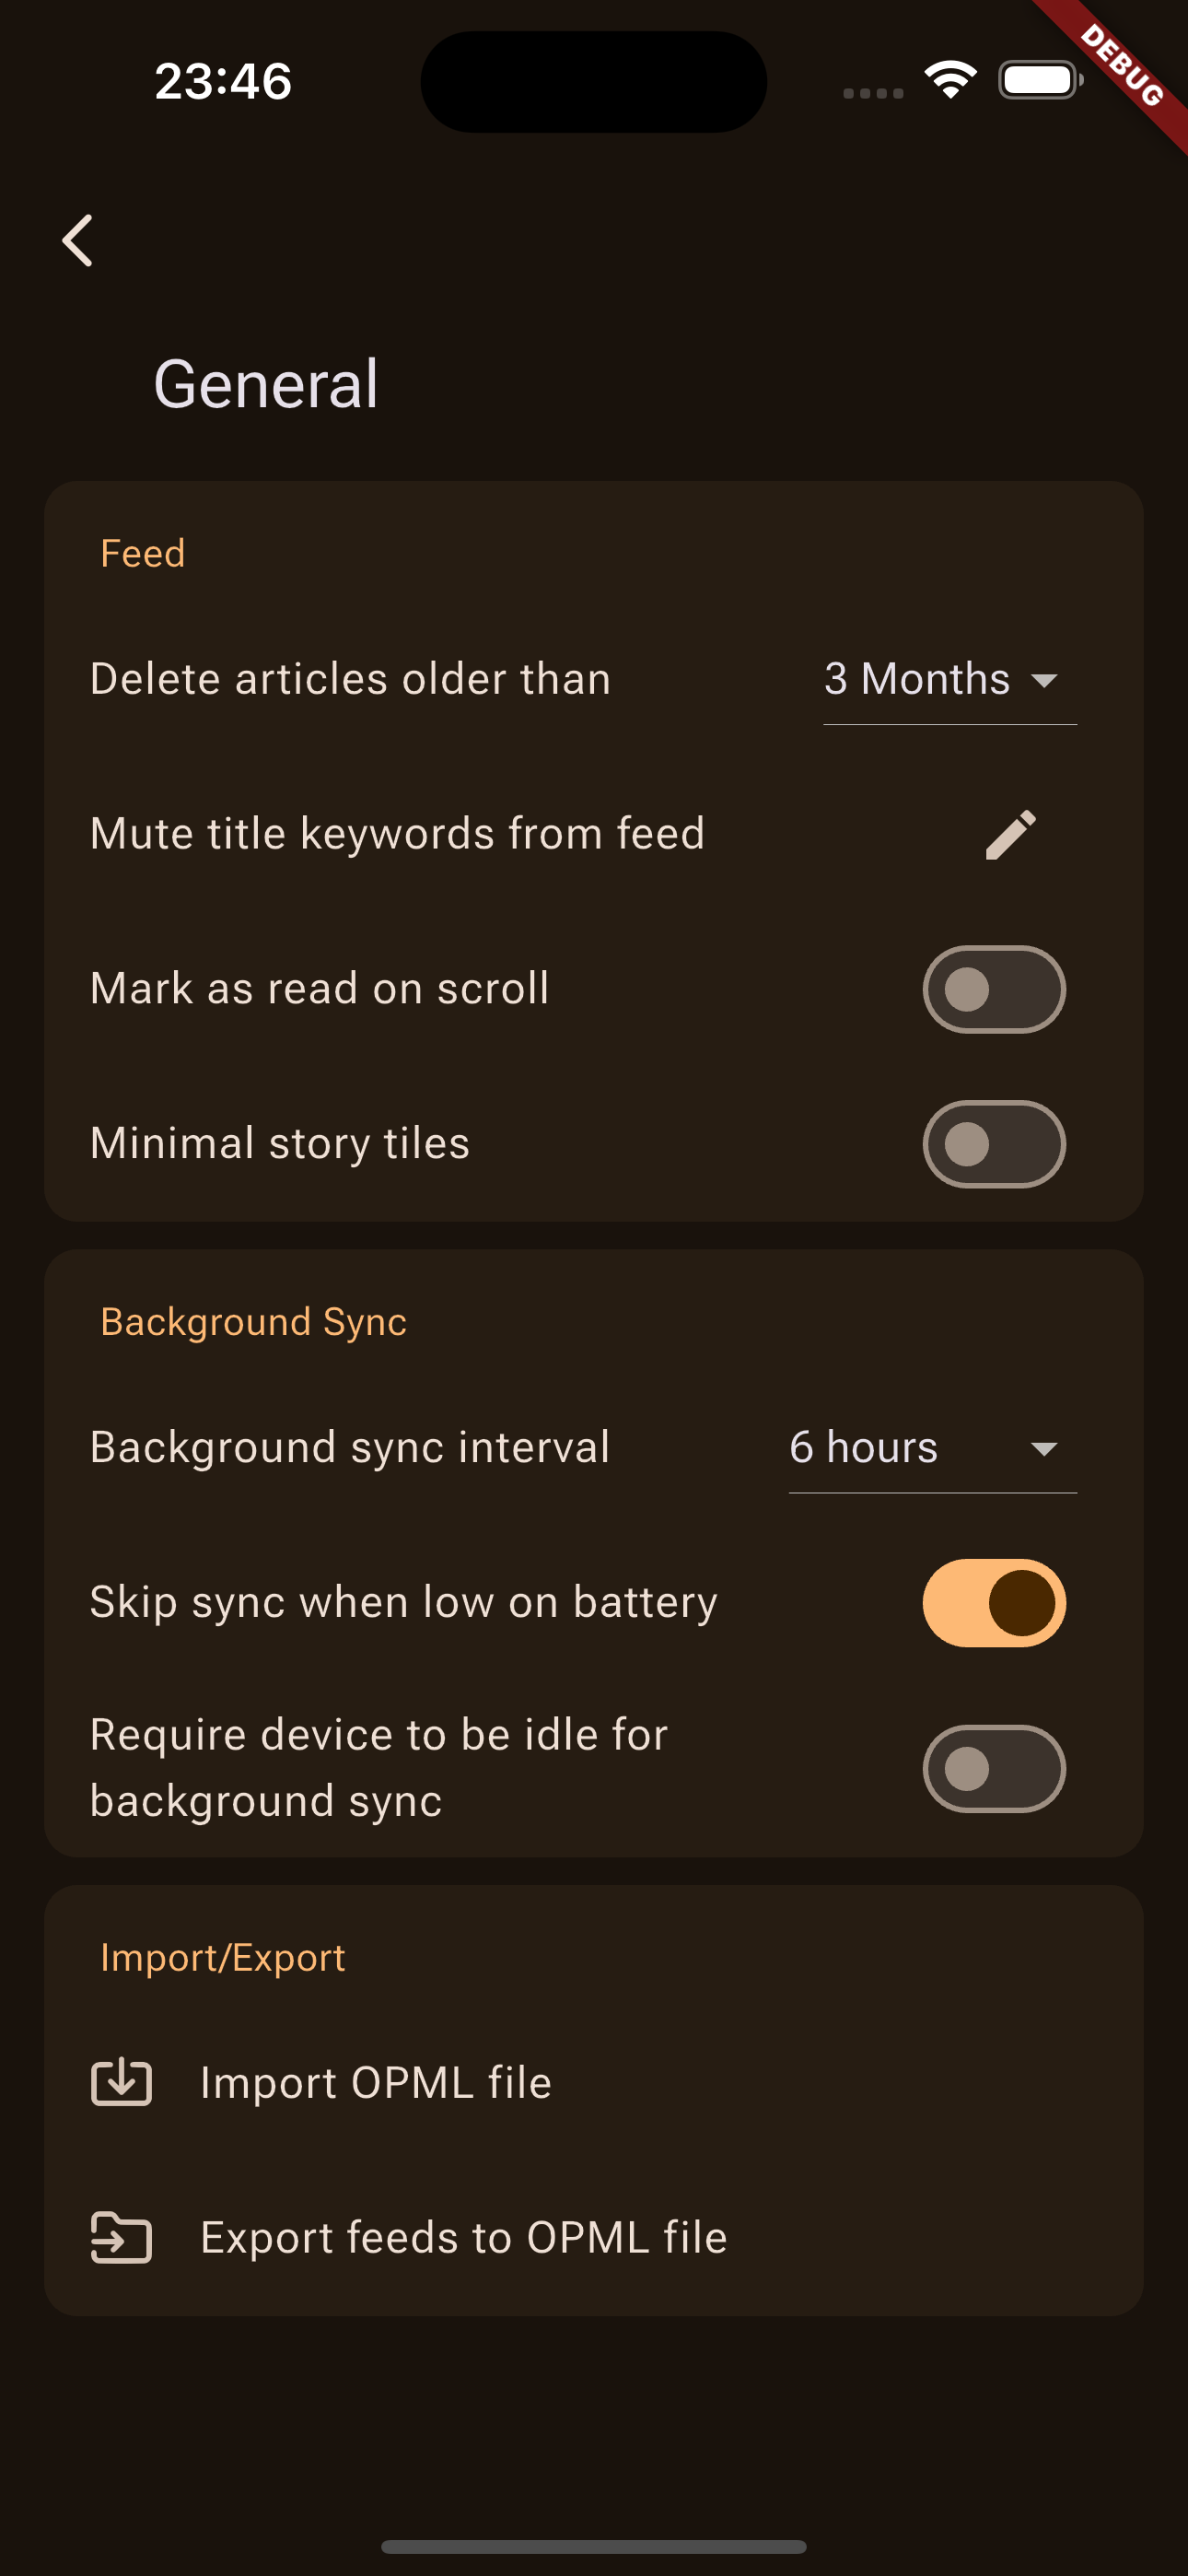 23:46
DEBUG
General
Feed
Delete articles older than
3 Months
Mute title keywords from feed
Mark as read on scroll
Minimal story tiles
Background Sync
Background sync interval
6 hours
Skip sync when low on battery
Require device to be idle for
background sync
Import/Export
Import OPML file
Export feeds to OPML file